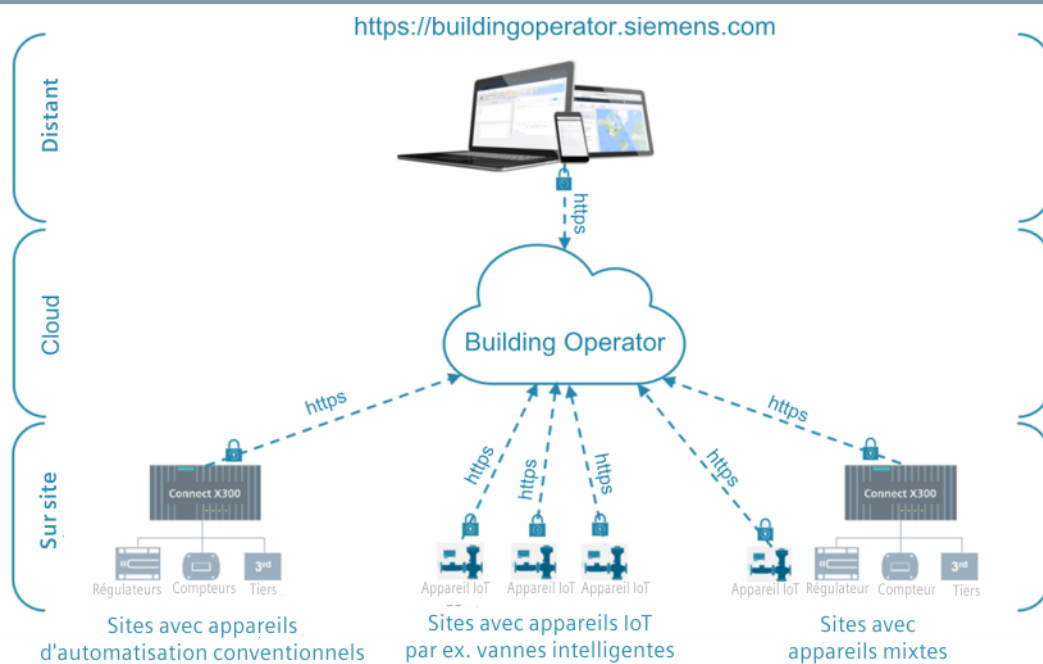 https://buildingoperator.siemens.com
Distant
https
Cloud
Building Operator
https
https
https
https
https
https
Sur site
Connect X300
Connect X300
3rd
3rd
Régulateurs
Compteurs
Tiers
Appareil IoT
Appareil IoT
Appareil IoT
Appareil IoT
Régulateur
Compteur
Tiers
Sites avec appareils
d'automatisation conventionnels
Sites avec appareils IoT
par ex. vannes intelligentes
Sites avec
appareils mixtes